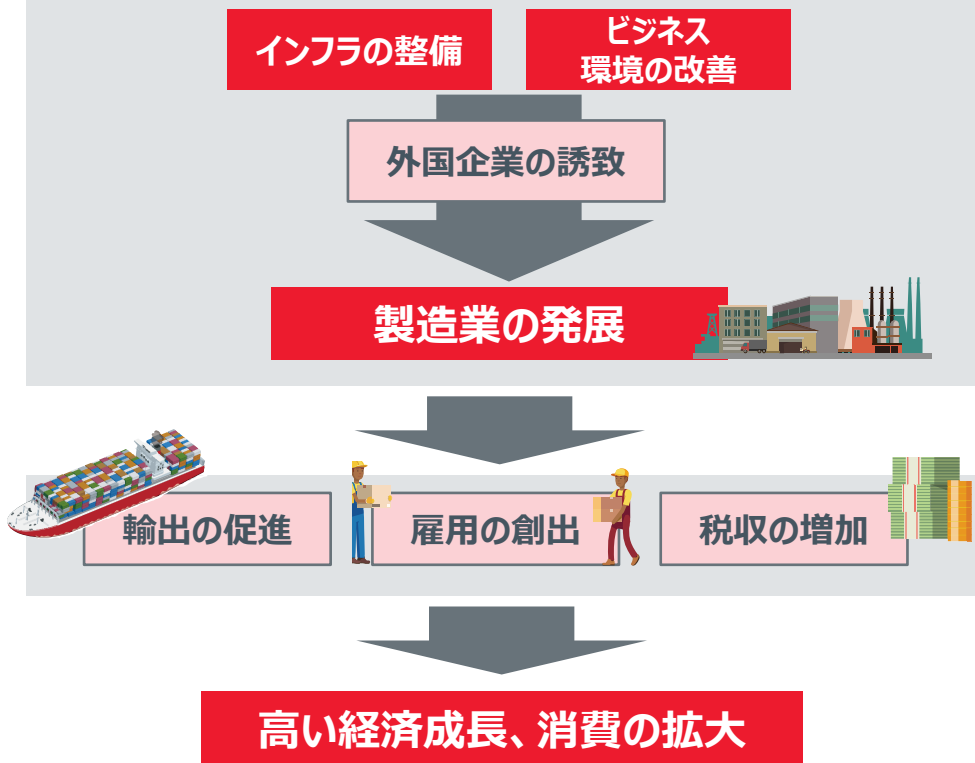 インフラの整備
ビジネス
環境の改善
外国企業の誘致
製造業の発展
輸出の促進
雇用の創出
税収の増加
高い経済成長、消費の拡大